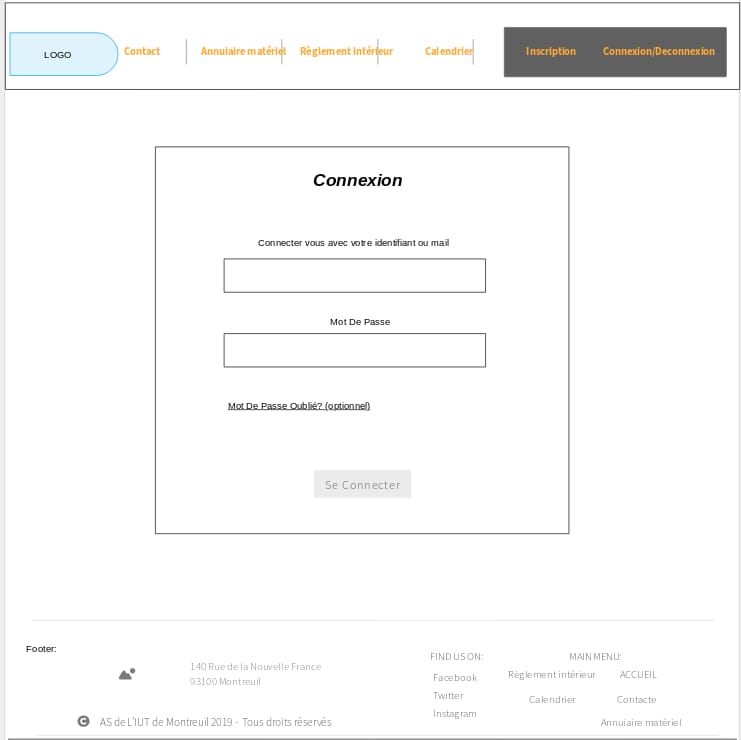 LOGO
Contact
Annuiaire matériel
Règlement intérieur
Calendrier
Inscription
Connexion/Deconnexion
Connexion
Connecter vous avec votre identifiant ou mail
Mot De Passe
Mot De Passe Oublié? (optionnel)
Se Connecter
Footer:
140 Rue de la Nouvelle France
93100 Montreuil
AS de L'IUT de Montreuil 2019 - Tous droits réservés
FIND US ON:
Facebook
Twitter
Instagram
MAIN MENU:
Règlement intérieur
ACCUEIL
Calendrier
Contacte
Annuiaire matériel